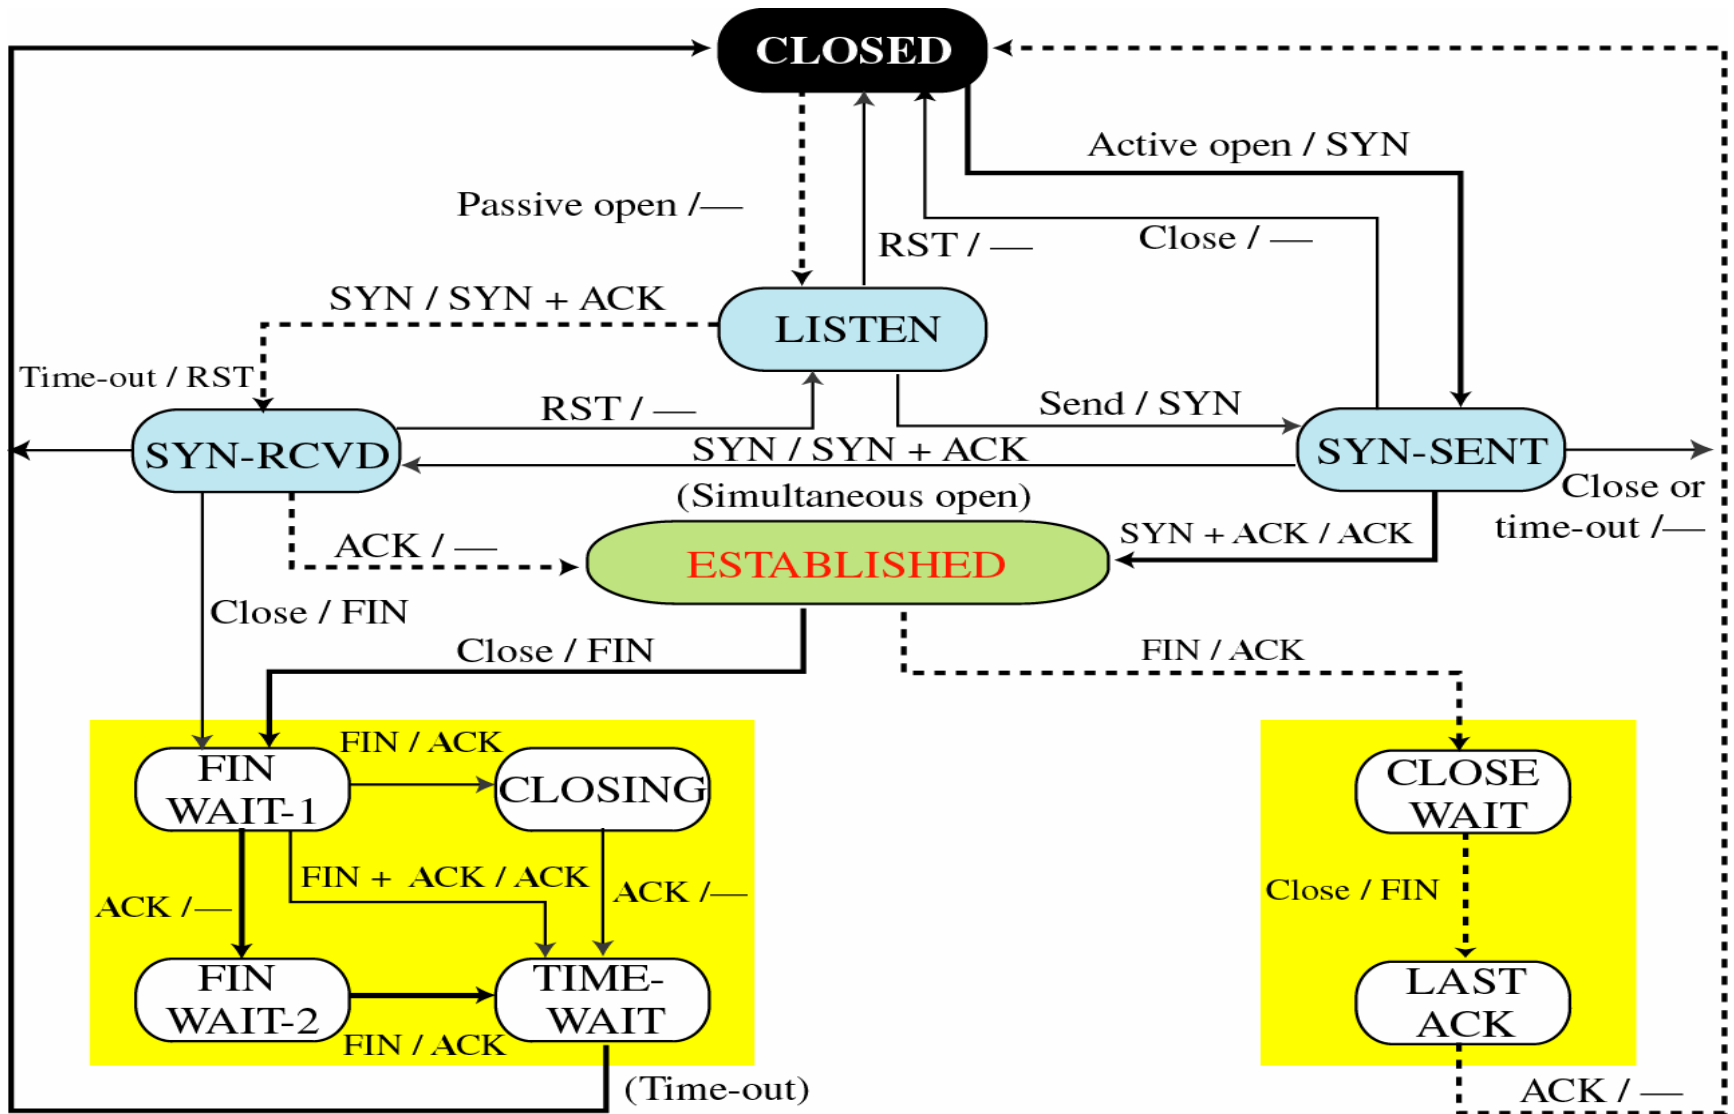 CLOSED
Active open / SYN
Passive open /—
RST / —
Close / —
SYN / SYN + ACK
LISTEN
Time-out / RST
RST / —
Send / SYN
SYN-RCVD
SYN / SYN + ACK
SYN-SENT
(Simultaneous open)
Close or
time-out /—
ACK / —
ESTABLISHED
SYN + ACK / ACK
Close / FIN
Close / FIN
FIN / ACK
FIN
WAIT-1
FIN / ACK
CLOSING
CLOSE
WAIT
ACK /—
FIN + ACK / ACK
ACK /—
Close / FIN
FIN
WAIT-2
FIN / ACK
TIME-
WAIT
LAST
ACK
(Time-out)
ACK / —